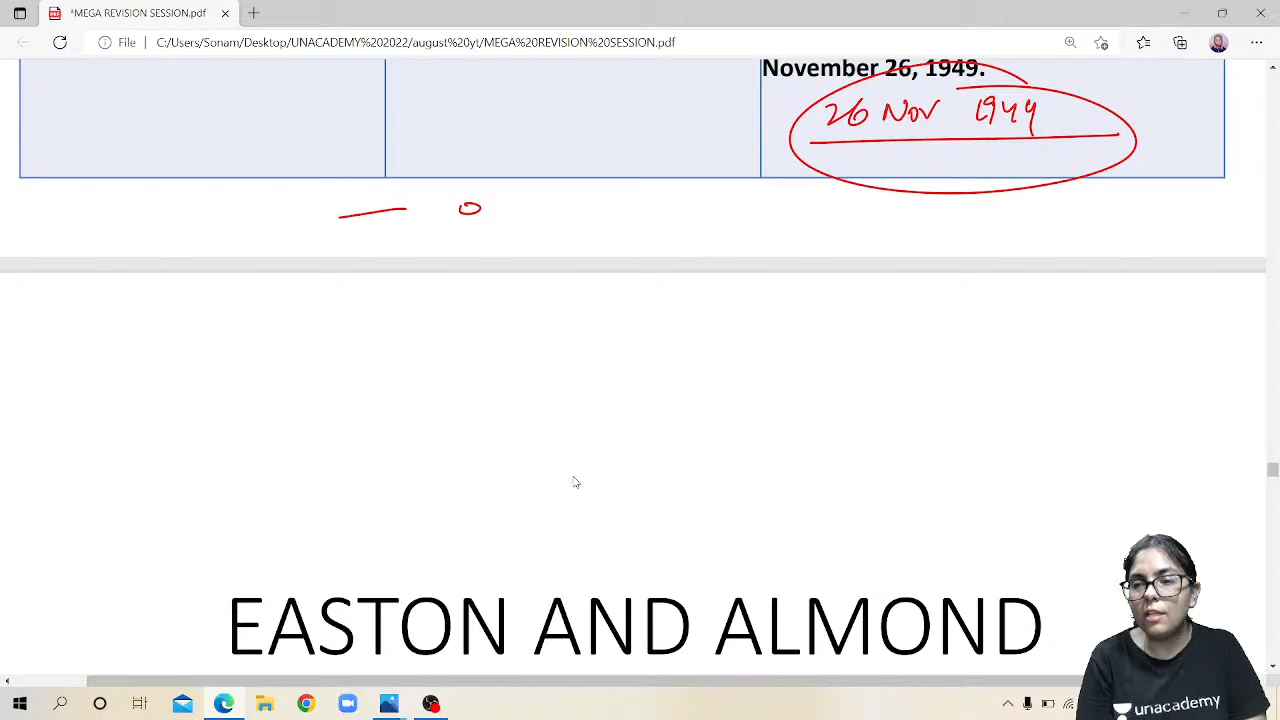 *MEGA REVISION SESSION.pdf
File
C:/Users/Sonam/Desktop/UNACADEMY%202022/august%20yt/MEGA%20REVISION%20SESSION.pdf
November 26, 1949.
26 Nov 1949
EASTON AND ALMOND
unacademy